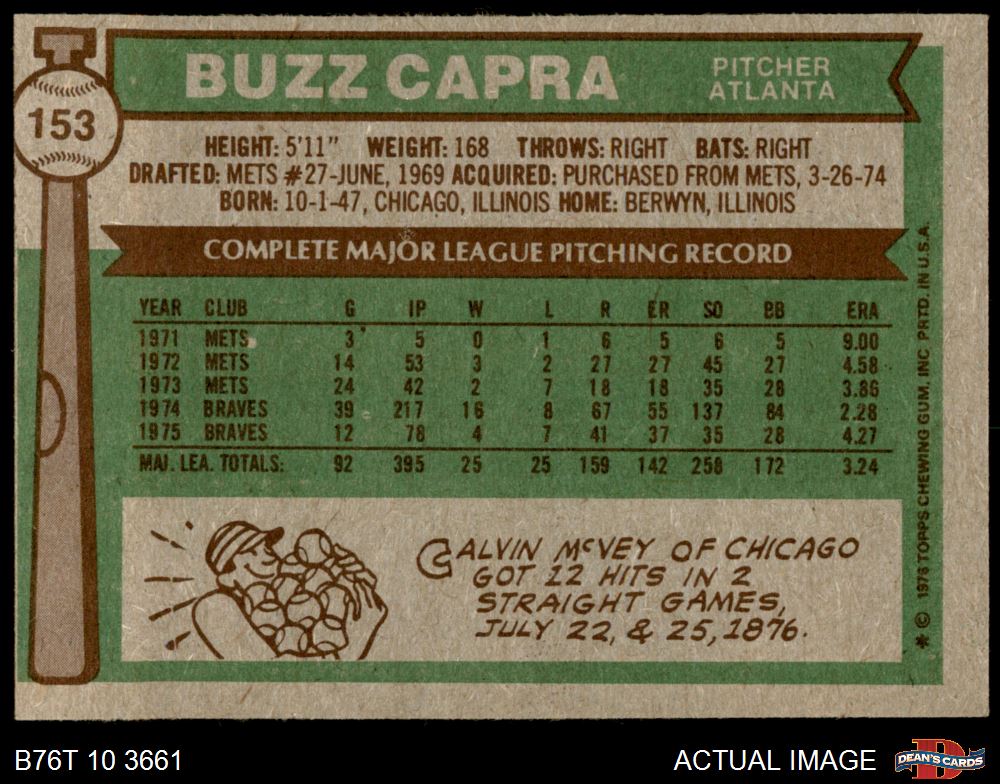 153
BUZZ CAPRA
PITCHER
ATLANTA
HEIGHT: 5'11" WEIGHT: 168 THROWS: RIGHT BATS: RIGHT
DRAFTED: METS #27-JUNE, 1969 ACQUIRED: PURCHASED FROM METS, 3-26-74
BORN: 10-1-47, CHICAGO, ILLINOIS HOME: BERWYN, ILLINOIS
COMPLETE MAJOR LEAGUE PITCHING RECORD
YEAR CLUB G IP W L R ER SO BB ERA
1971 METS 3 5 0 1 6 5 6 5 9.00
1972 METS 14 53 3 2 27 27 45 27 4.58
1973 METS 24 42 2 7 18 18 35 28 3.86
1974 BRAVES 39 217 16 8 67 55 137 84 2.28
1975 BRAVES 12 78 4 7 41 37 35 28 4.27
MAJ. LEA. TOTALS: 92 395 25 25 159 142 258 172 3.24
CALVIN McVEY OF CHICAGO
GOT 12 HITS IN 2
STRAIGHT GAMES,
JULY 22, & 25, 1876.
* © 1976 TOPPS CHEWING GUM, INC PRTD. IN U.S.A.
B76T 10 3661
ACTUAL IMAGE
D
DEAN'S CARDS